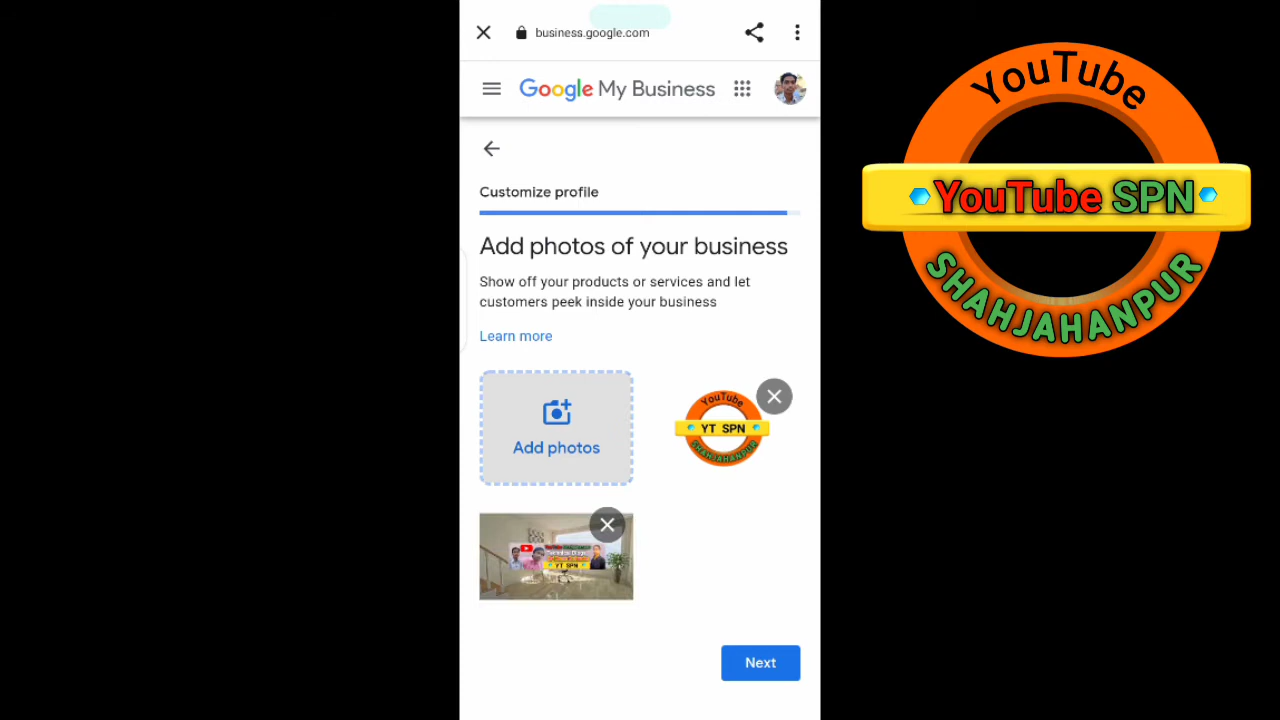 business.google.com
Google My Business
Customize profile
Add photos of your business
Show off your products or services and let
customers peek inside your business
Learn more
Add photos
YouTube
YT SPN
SHAHJAHANPUR
YT SPN
Next
YouTube
YouTube SPN
SHAHJAHANPUR